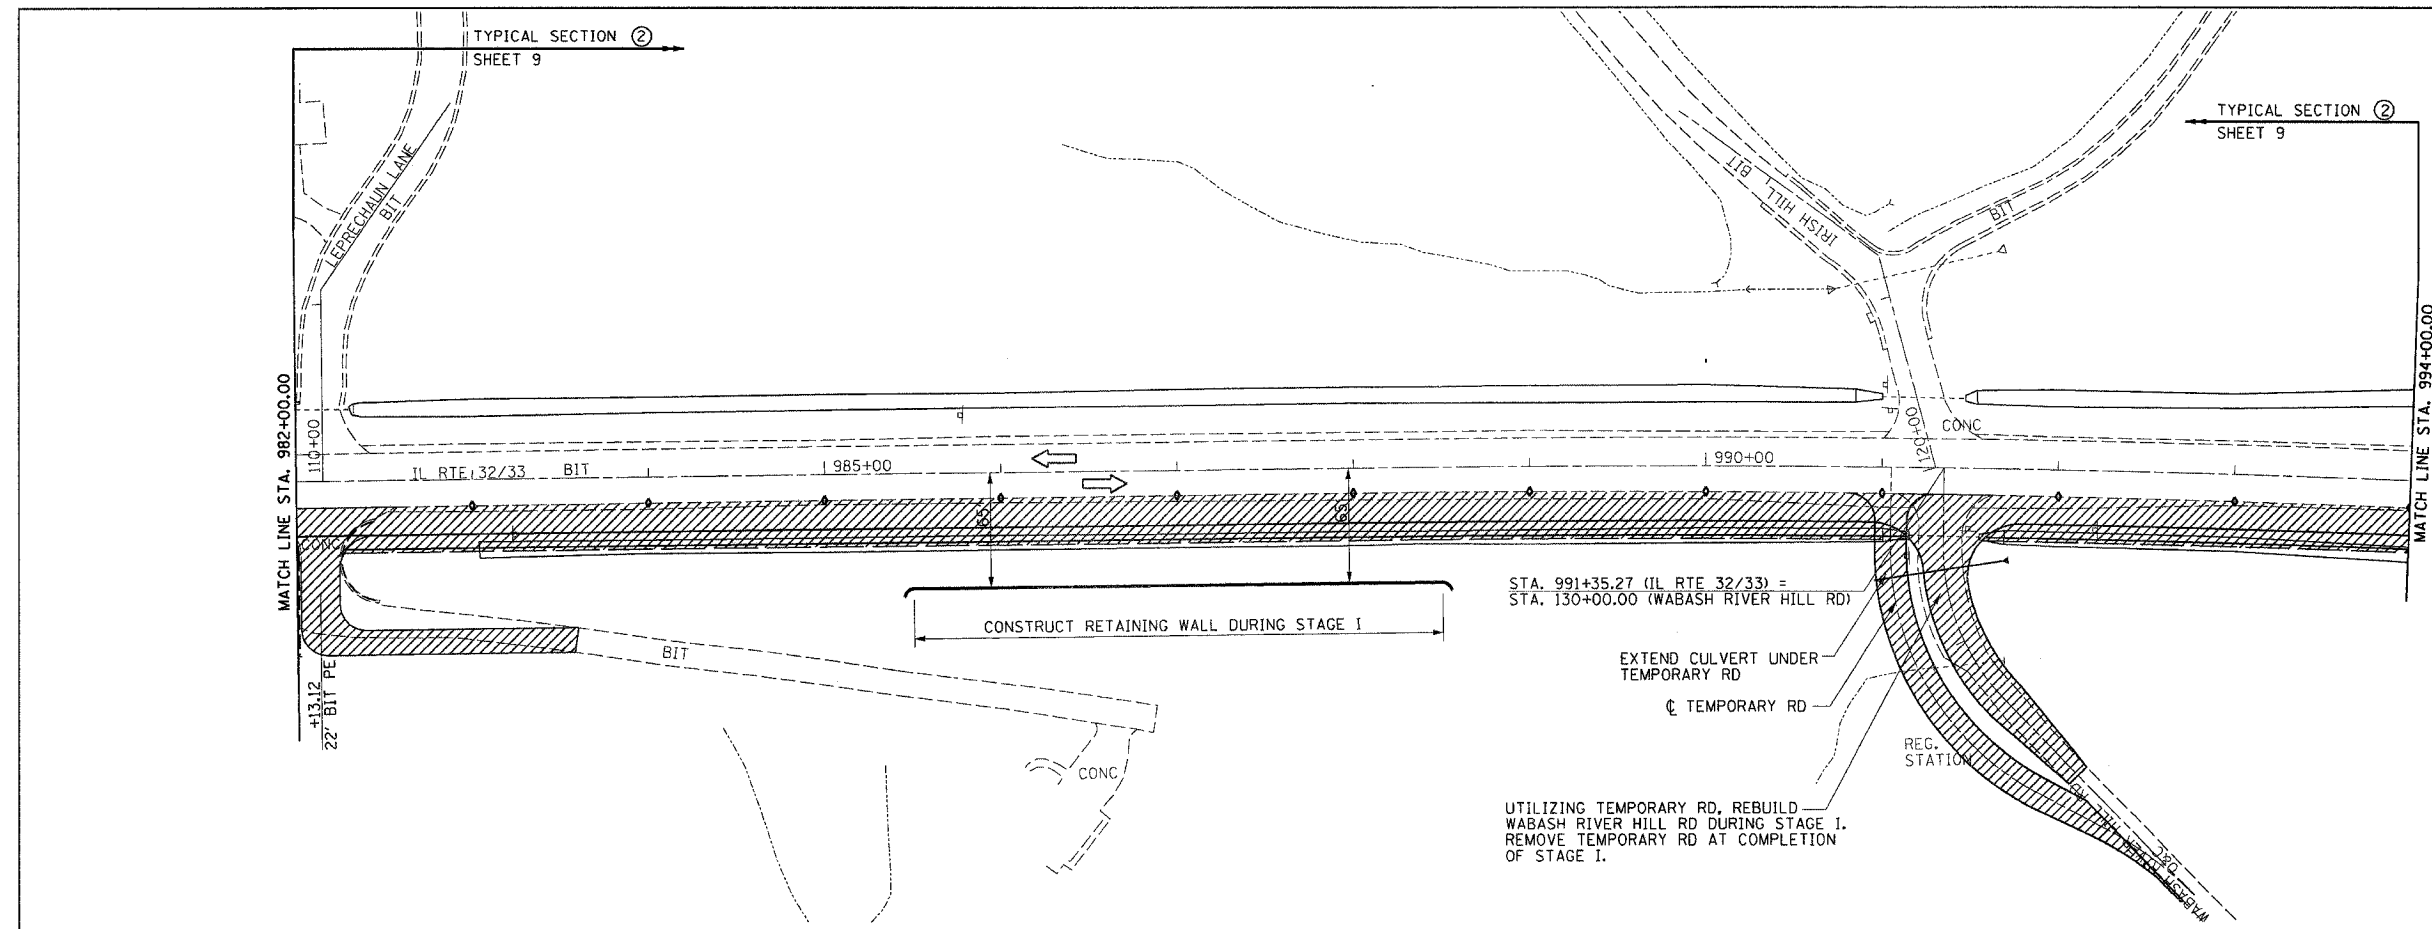 TYPICAL SECTION ②
SHEET 9
TYPICAL SECTION ②
SHEET 9
LEPRECHAUN LANE
BIT
IRISH HILL
BIT
BIT
MATCH LINE STA. 982+00.00
MATCH LINE STA. 994+00.00
110+00
120+00
CONC
IL RTE 32/33
BIT
985+00
990+00
CONC
65'
63'
CONSTRUCT RETAINING WALL DURING STAGE I
BIT
+13.12
22' BIT PE
CONC
STA. 991+35.27 (IL RTE 32/33) =
STA. 130+00.00 (WABASH RIVER HILL RD)
EXTEND CULVERT UNDER
TEMPORARY RD
℄ TEMPORARY RD
REG.
STATION
UTILIZING TEMPORARY RD, REBUILD
WABASH RIVER HILL RD DURING STAGE I.
REMOVE TEMPORARY RD AT COMPLETION
OF STAGE I.
WABASH RIVER HILL RD
O&C